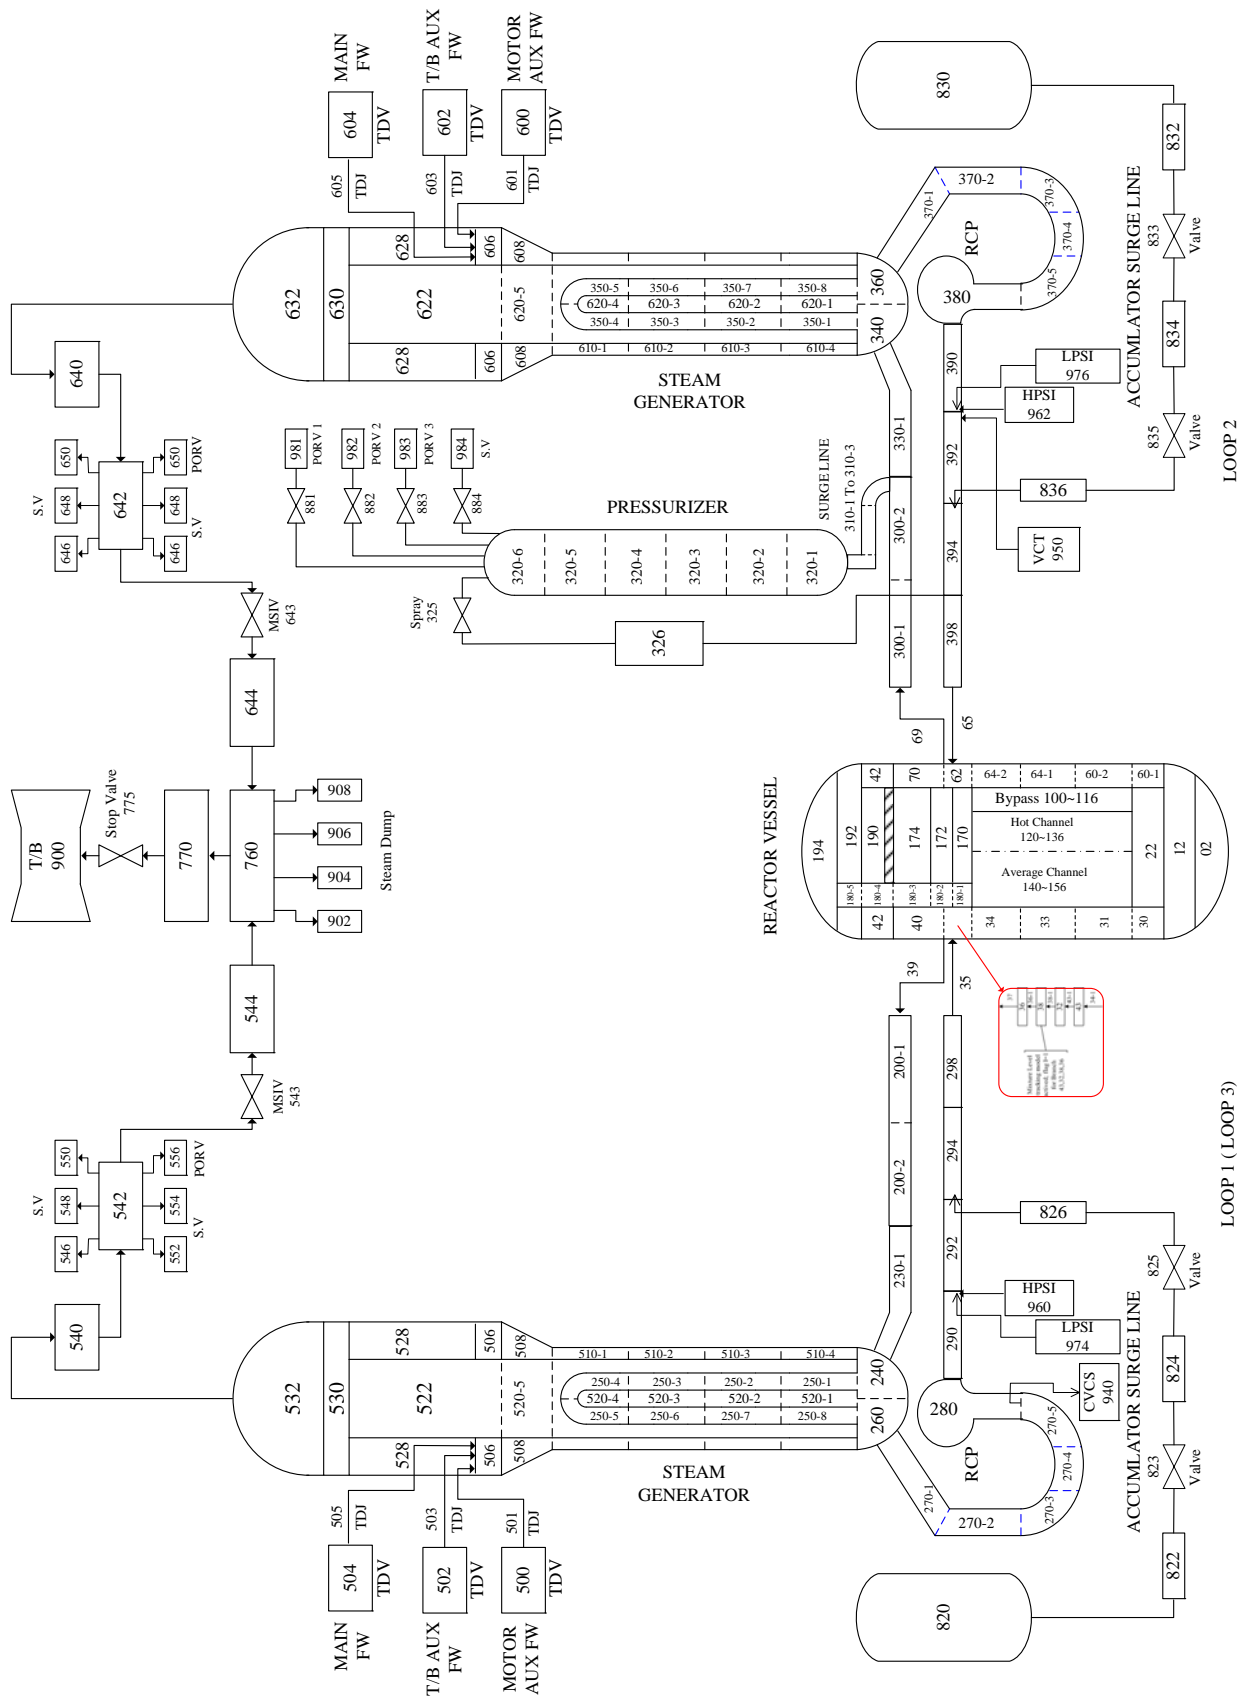 T/B
900
Stop Valve
775
770
760
902
904
906
908
Steam Dump
540
542
546
548
550
S.V
552
554
556
S.V
PORV
MSIV
543
544
640
642
646
648
650
S.V
646
648
650
S.V
PORV
MSIV
643
644
MAIN
FW
504
TDV
505
TDJ
T/B AUX
FW
502
TDV
503
TDJ
MOTOR
AUX FW
500
TDV
501
TDJ
532
530
528
522
528
506
506
508
520-5
508
510-1
510-2
510-3
510-4
250-5
520-4
250-4
250-6
520-3
250-3
250-7
520-2
250-2
250-8
520-1
250-1
260
240
STEAM
GENERATOR
270-1
270-2
270-3
270-4
270-5
RCP
280
CVCS
940
290
292
294
298
230-1
200-2
200-1
39
35
HPSI
960
LPSI
974
820
822
823
Valve
824
825
Valve
826
ACCUMLATOR SURGE LINE
LOOP 1 ( LOOP 3)
REACTOR VESSEL
194
180-5
192
42
180-4
190
42
40
180-3
174
70
180-2
172
180-1
170
62
34
33
31
30
Average Channel
140~156
Hot Channel
120~136
Bypass 100~116
64-2
64-1
60-2
60-1
22
12
02
37
36
38
32
43
69
65
326
Spray
325
PRESSURIZER
320-6
320-5
320-4
320-3
320-2
320-1
881
981
PORV 1
882
982
PORV 2
883
983
PORV 3
884
984
S.V
SURGE LINE
310-1 To 310-3
300-1
300-2
330-1
398
394
392
390
VCT
950
HPSI
962
LPSI
976
632
630
628
622
628
606
606
608
620-5
608
610-1
610-2
610-3
610-4
350-4
620-4
350-5
350-3
620-3
350-6
350-2
620-2
350-7
350-1
620-1
350-8
340
360
STEAM
GENERATOR
605
TDJ
604
TDV
MAIN
FW
603
TDJ
602
TDV
T/B AUX
FW
601
TDJ
600
TDV
MOTOR
AUX FW
370-1
370-2
370-3
370-4
370-5
RCP
380
830
832
833
Valve
834
835
Valve
836
ACCUMLATOR SURGE LINE
LOOP 2